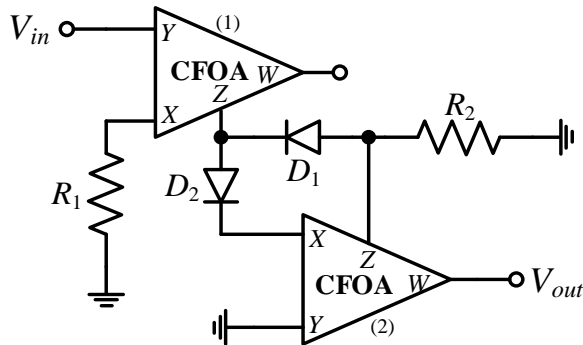 V_in
Y
(1)
CFOA
W
X
Z
R_1
D_1
R_2
D_2
X
Z
CFOA
W
V_out
Y
(2)